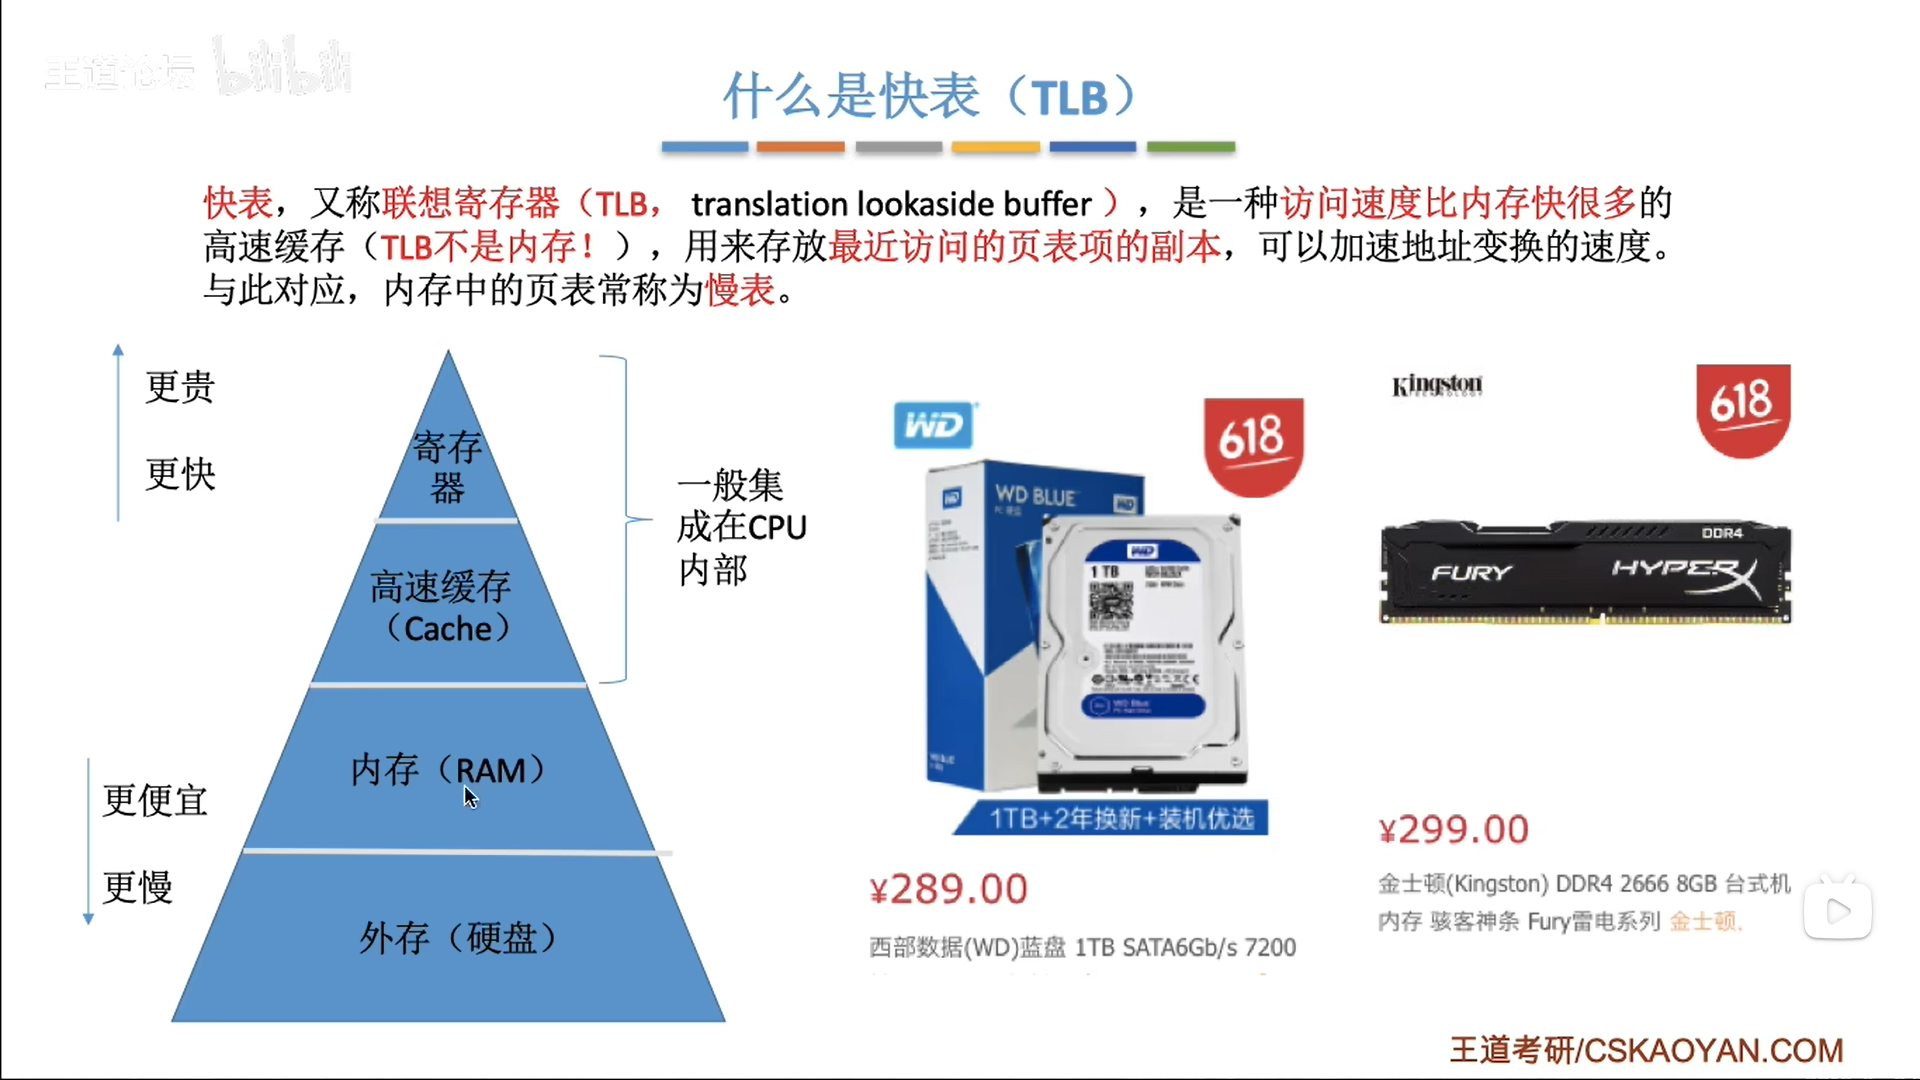 王道论坛 bilibili
什么是快表（TLB）
快表，又称联想寄存器（TLB， translation lookaside buffer ），是一种访问速度比内存快很多的
高速缓存（TLB不是内存！），用来存放最近访问的页表项的副本，可以加速地址变换的速度。
与此对应，内存中的页表常称为慢表。
更贵
更快
寄存
器
高速缓存
（Cache）
一般集
成在CPU
内部
内存（RAM）
更便宜
更慢
外存（硬盘）
WD
618
WD BLUE
WD
1 TB
WD Blue
1TB+2年换新+装机优选
¥289.00
西部数据(WD)蓝盘 1TB SATA6Gb/s 7200
Kingston
TECHNOLOGY
618
DDR4
FURY HYPERX
¥299.00
金士顿(Kingston) DDR4 2666 8GB 台式机
内存 骇客神条 Fury雷电系列 金士顿.
王道考研/CSKAOYAN.COM